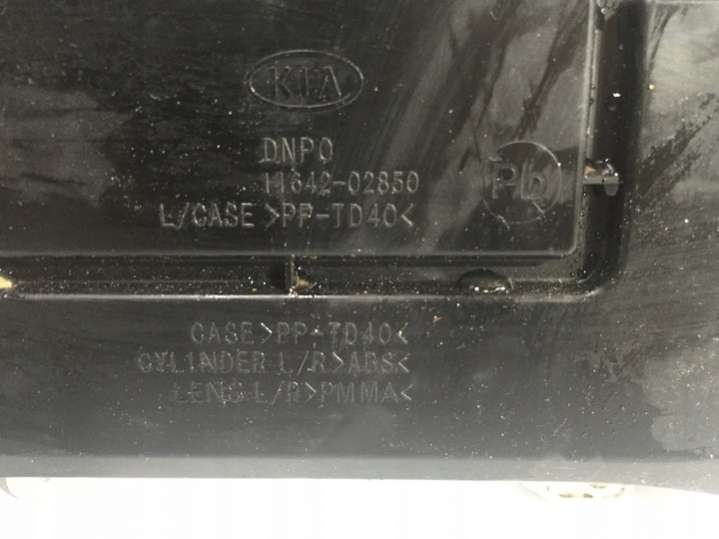 KIA
DNPO
11642-02850
Pb
L/CASE >PP-TD40<
CASE>PP-TD40<
CYLINDER L/R>ABS<
LENS L/R>PMMA<